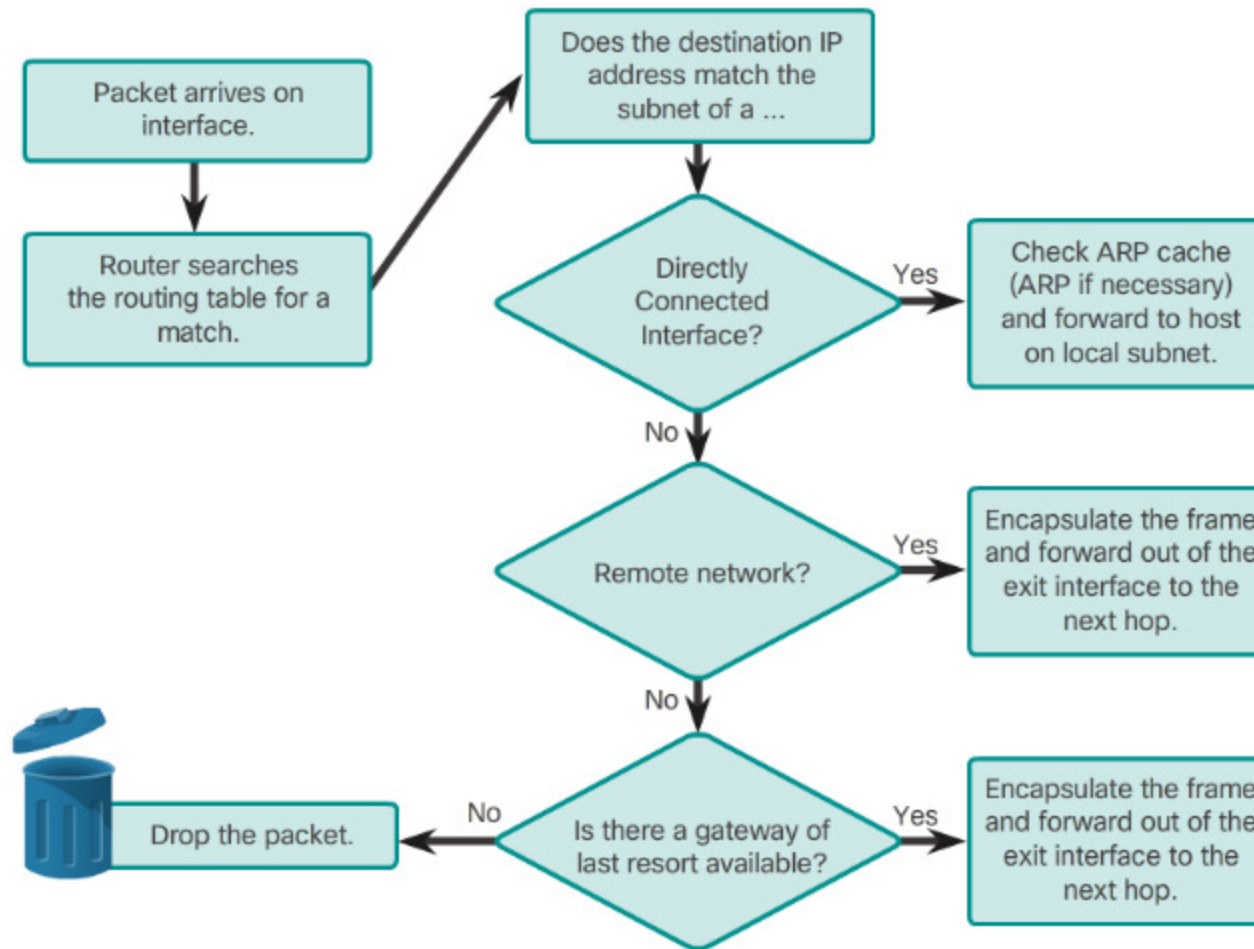 Packet arrives on
interface.
Router searches
the routing table for a
match.
Does the destination IP
address match the
subnet of a ...
Directly
Connected
Interface?
Yes
Check ARP cache
(ARP if necessary)
and forward to host
on local subnet.
No
Remote network?
Yes
Encapsulate the frame
and forward out of the
exit interface to the
next hop.
No
Is there a gateway of
last resort available?
Yes
Encapsulate the frame
and forward out of the
exit interface to the
next hop.
No
Drop the packet.